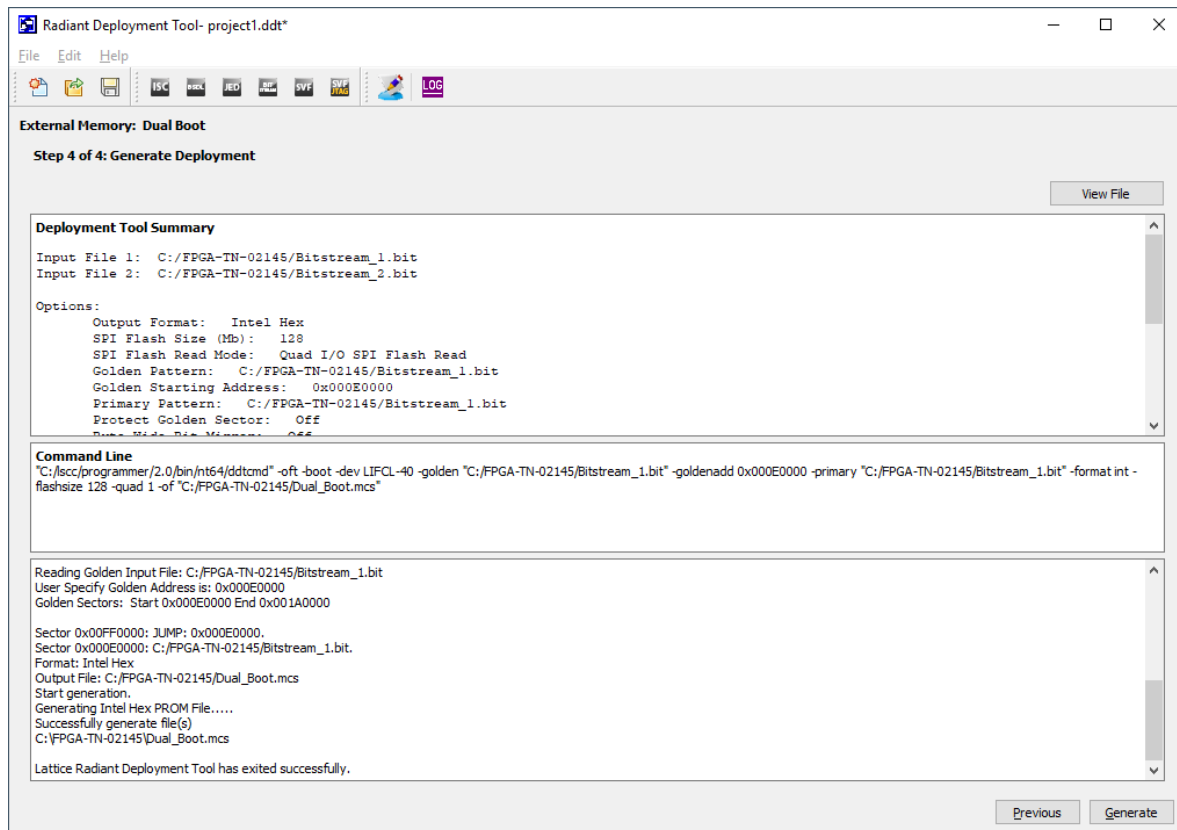 Radiant Deployment Tool- project1.ddt*
File Edit Help
ISC BSDL JED BIT STREAM SVF SVF JTAG LOG
External Memory: Dual Boot
Step 4 of 4: Generate Deployment
View File
Deployment Tool Summary
Input File 1: C:/FPGA-TN-02145/Bitstream_1.bit
Input File 2: C:/FPGA-TN-02145/Bitstream_2.bit
Options:
Output Format: Intel Hex
SPI Flash Size (Mb): 128
SPI Flash Read Mode: Quad I/O SPI Flash Read
Golden Pattern: C:/FPGA-TN-02145/Bitstream_1.bit
Golden Starting Address: 0x000E0000
Primary Pattern: C:/FPGA-TN-02145/Bitstream_1.bit
Protect Golden Sector: Off
Byte Wide Bit Mirror: Off
Command Line
"C:/lscc/programmer/2.0/bin/nt64/ddtcmd" -oft -boot -dev LIFCL-40 -golden "C:/FPGA-TN-02145/Bitstream_1.bit" -goldenadd 0x000E0000 -primary "C:/FPGA-TN-02145/Bitstream_1.bit" -format int -
flashsize 128 -quad 1 -of "C:/FPGA-TN-02145/Dual_Boot.mcs"
Reading Golden Input File: C:/FPGA-TN-02145/Bitstream_1.bit
User Specify Golden Address is: 0x000E0000
Golden Sectors: Start 0x000E0000 End 0x001A0000
Sector 0x00FF0000: JUMP: 0x000E0000.
Sector 0x000E0000: C:/FPGA-TN-02145/Bitstream_1.bit.
Format: Intel Hex
Output File: C:/FPGA-TN-02145/Dual_Boot.mcs
Start generation.
Generating Intel Hex PROM File.....
Successfully generate file(s)
C:\FPGA-TN-02145\Dual_Boot.mcs
Lattice Radiant Deployment Tool has exited successfully.
Previous Generate